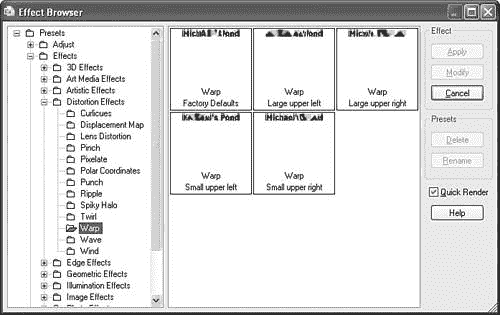 Effect Browser
Presets
Adjust
Effects
3D Effects
Art Media Effects
Artistic Effects
Distortion Effects
Curlicues
Displacement Map
Lens Distortion
Pinch
Pixelate
Polar Coordinates
Punch
Ripple
Spiky Halo
Twirl
Warp
Wave
Wind
Edge Effects
Geometric Effects
Illumination Effects
Image Effects
Warp
Factory Defaults
Warp
Large upper left
Warp
Large upper right
Warp
Small upper left
Warp
Small upper right
Effect
Apply
Modify
Cancel
Presets
Delete
Rename
Quick Render
Help